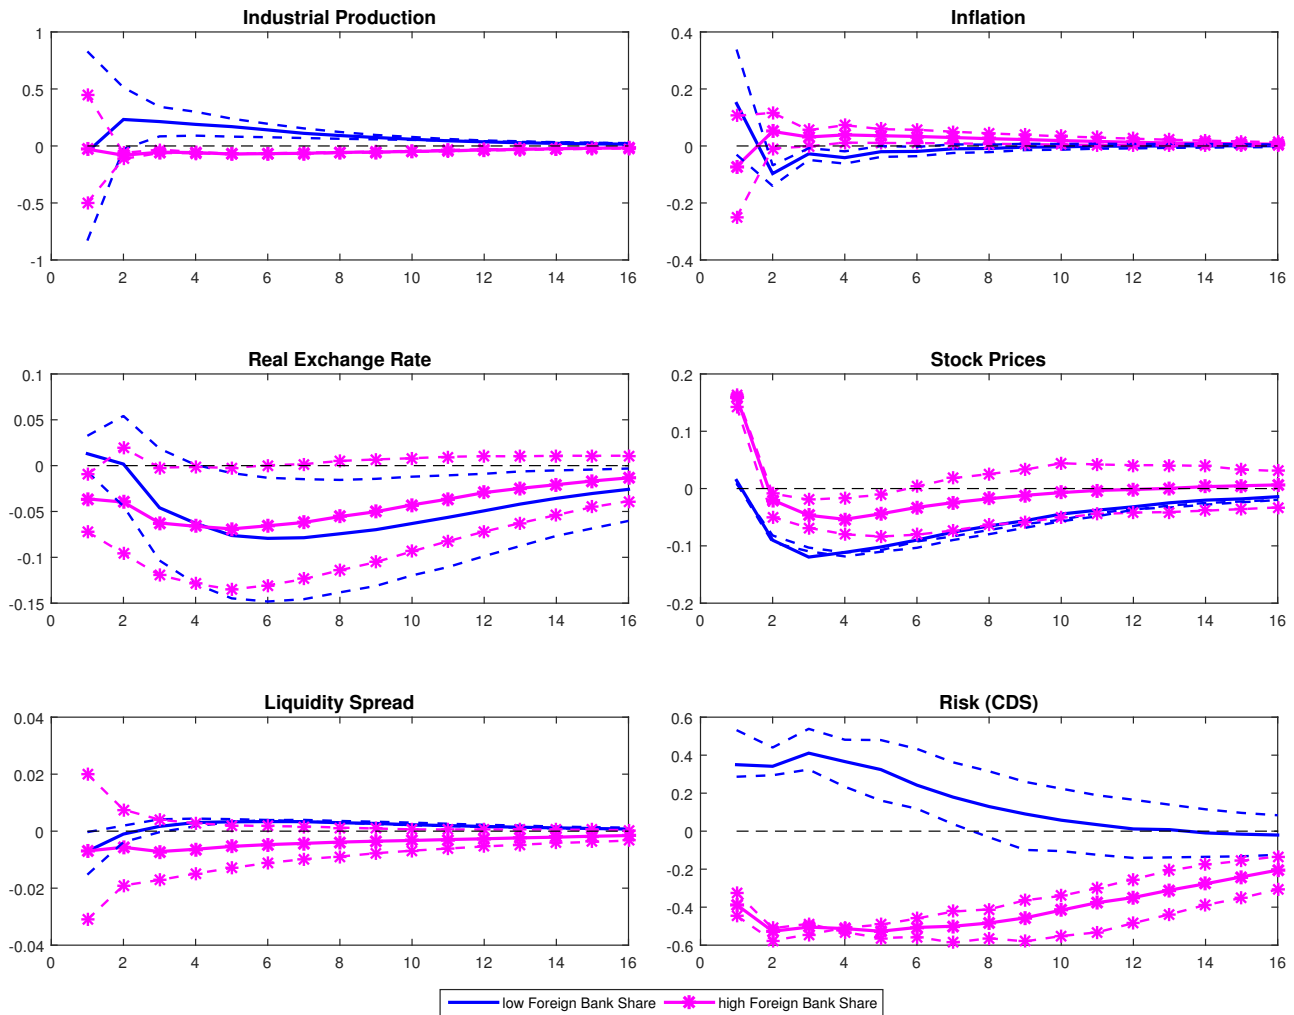 Industrial Production
1
0.5
0
-0.5
-1
0 2 4 6 8 10 12 14 16
Inflation
0.4
0.2
0
-0.2
-0.4
0 2 4 6 8 10 12 14 16
Real Exchange Rate
0.1
0.05
0
-0.05
-0.1
-0.15
0 2 4 6 8 10 12 14 16
Stock Prices
0.2
0.1
0
-0.1
-0.2
0 2 4 6 8 10 12 14 16
Liquidity Spread
0.04
0.02
0
-0.02
-0.04
0 2 4 6 8 10 12 14 16
Risk (CDS)
0.6
0.4
0.2
0
-0.2
-0.4
-0.6
0 2 4 6 8 10 12 14 16
low Foreign Bank Share high Foreign Bank Share